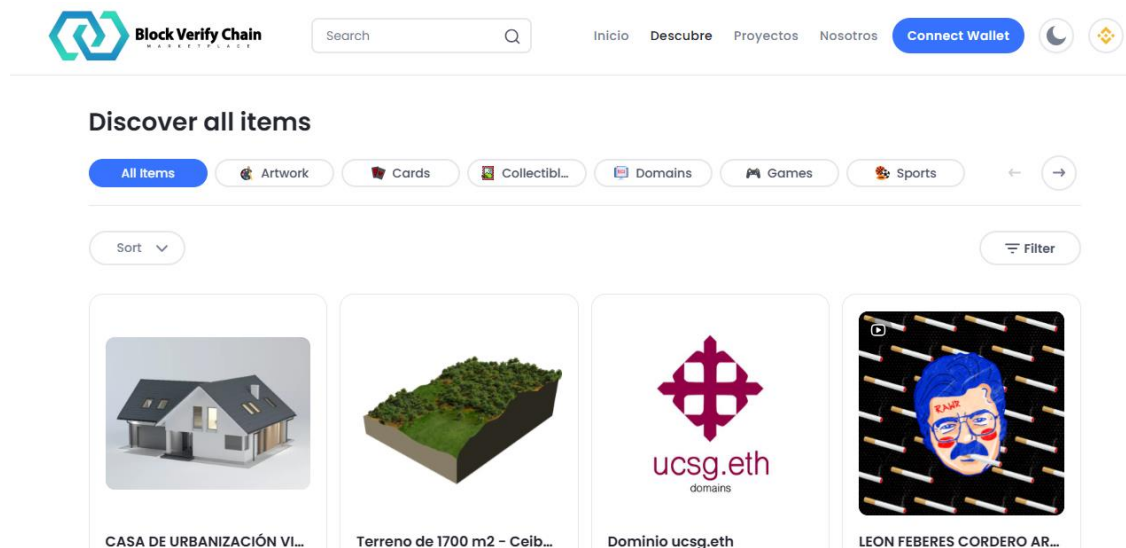 Block Verify Chain
MARKETPLACE
Search
Inicio Descubre Proyectos Nosotros Connect Wallet
Discover all items
All Items Artwork Cards Collectibl... Domains Games Sports
Sort Filter
RAWR
ucsg.eth
domains
CASA DE URBANIZACIÓN VI... Terreno de 1700 m2 - Ceib... Dominio ucsg.eth LEON FEBERES CORDERO AR...